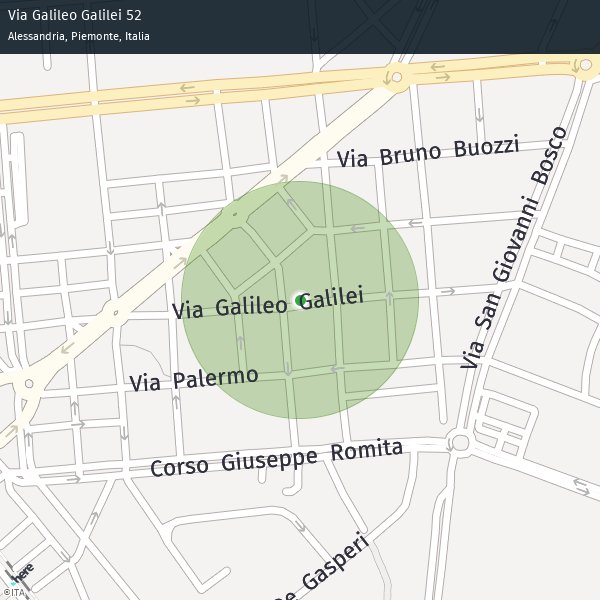 Via Galileo Galilei 52
Alessandria, Piemonte, Italia
Via Bruno Buozzi
Via San Giovanni Bosco
Via Galileo Galilei
Via Palermo
Corso Giuseppe Romita
pe Gasperi
here
©ITA